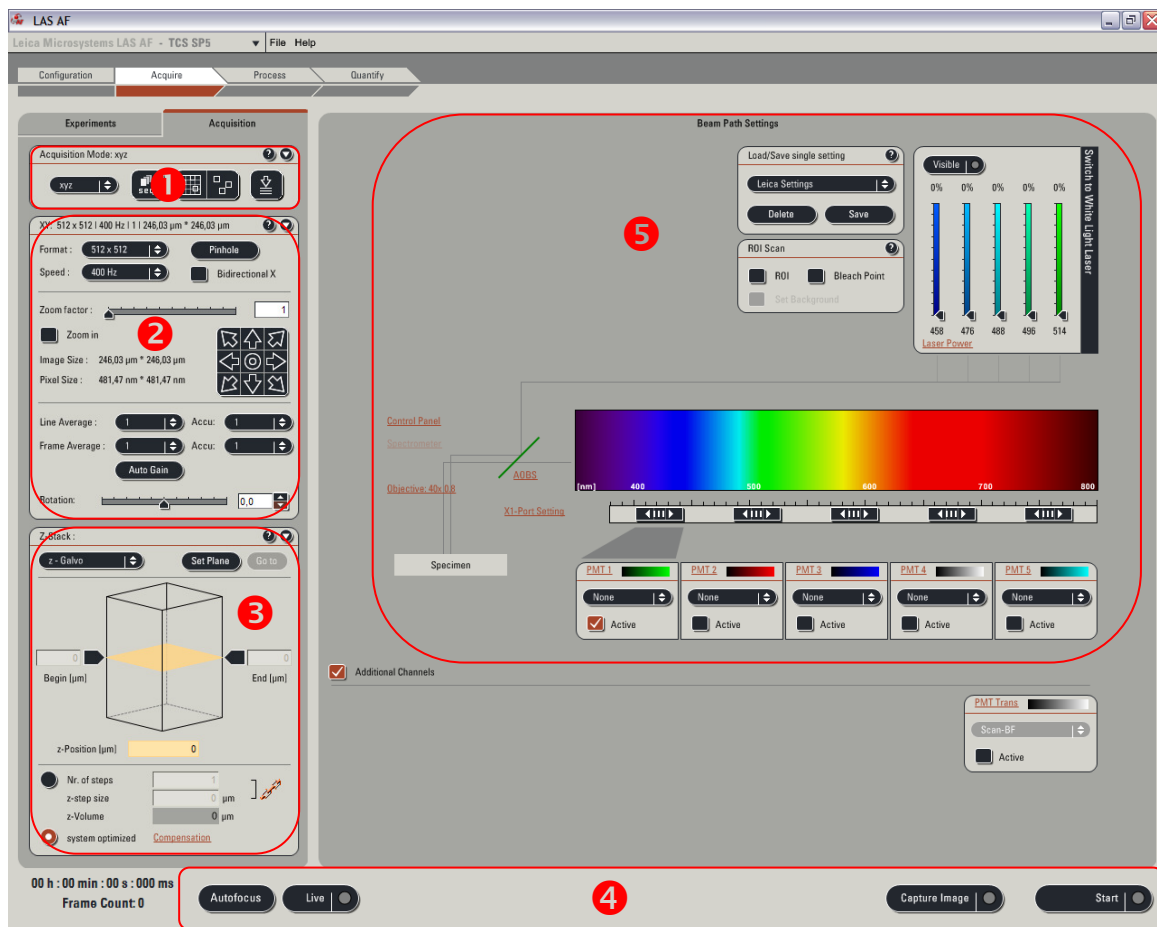 LAS AF
Leica Microsystems LAS AF - TCS SP5 File Help
Configuration Acquire Process Quantify
Experiments Acquisition
Acquisition Mode: xyz
xyz
1
XY: 512 x 512 | 400 Hz | 1 | 246,03 µm * 246,03 µm
Format : 512 x 512 Pinhole
Speed : 400 Hz Bidirectional X
Zoom factor : 1
Zoom in
2
Image Size : 246,03 µm * 246,03 µm
Pixel Size : 481,47 nm * 481,47 nm
Line Average : 1 Accu: 1
Frame Average : 1 Accu: 1
Auto Gain
Rotation: 0,0
Z-Stack :
z - Galvo Set Plane Go to
3
0 0
Begin [µm] End [µm]
z-Position [µm] 0
Nr. of steps 1
z-step size 0 µm
z-Volume 0 µm
system optimized Compensation
Beam Path Settings
5
Load/Save single setting
Leica Settings
Delete Save
ROI Scan
ROI Bleach Point
Set Background
Visible
0% 0% 0% 0% 0%
458 476 488 496 514
Laser Power
Switch to White Light Laser
Control Panel
Spectrometer
AOBS
Objective: 40x 0.8
X1-Port Setting
[nm] 400 500 600 700 800
Specimen
PMT 1 PMT 2 PMT 3 PMT 4 PMT 5
None None None None None
Active Active Active Active Active
Additional Channels
PMT Trans
Scan-BF
Active
00 h : 00 min : 00 s : 000 ms
Frame Count: 0
Autofocus Live 4 Capture Image Start